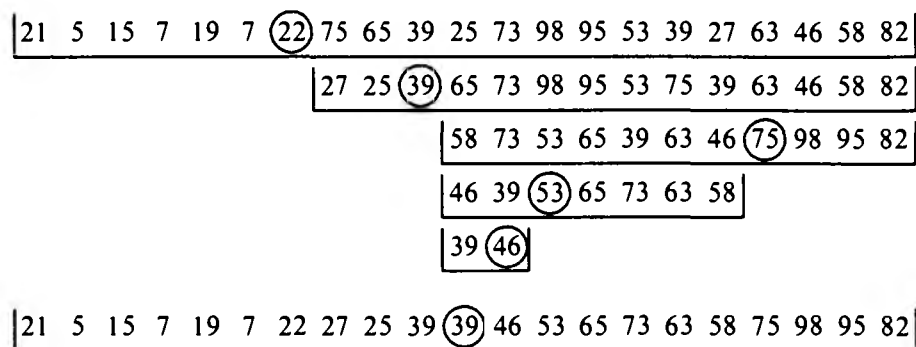 21 5 15 7 19 7 22 75 65 39 25 73 98 95 53 39 27 63 46 58 82
27 25 39 65 73 98 95 53 75 39 63 46 58 82
58 73 53 65 39 63 46 75 98 95 82
46 39 53 65 73 63 58
39 46
21 5 15 7 19 7 22 27 25 39 39 46 53 65 73 63 58 75 98 95 82